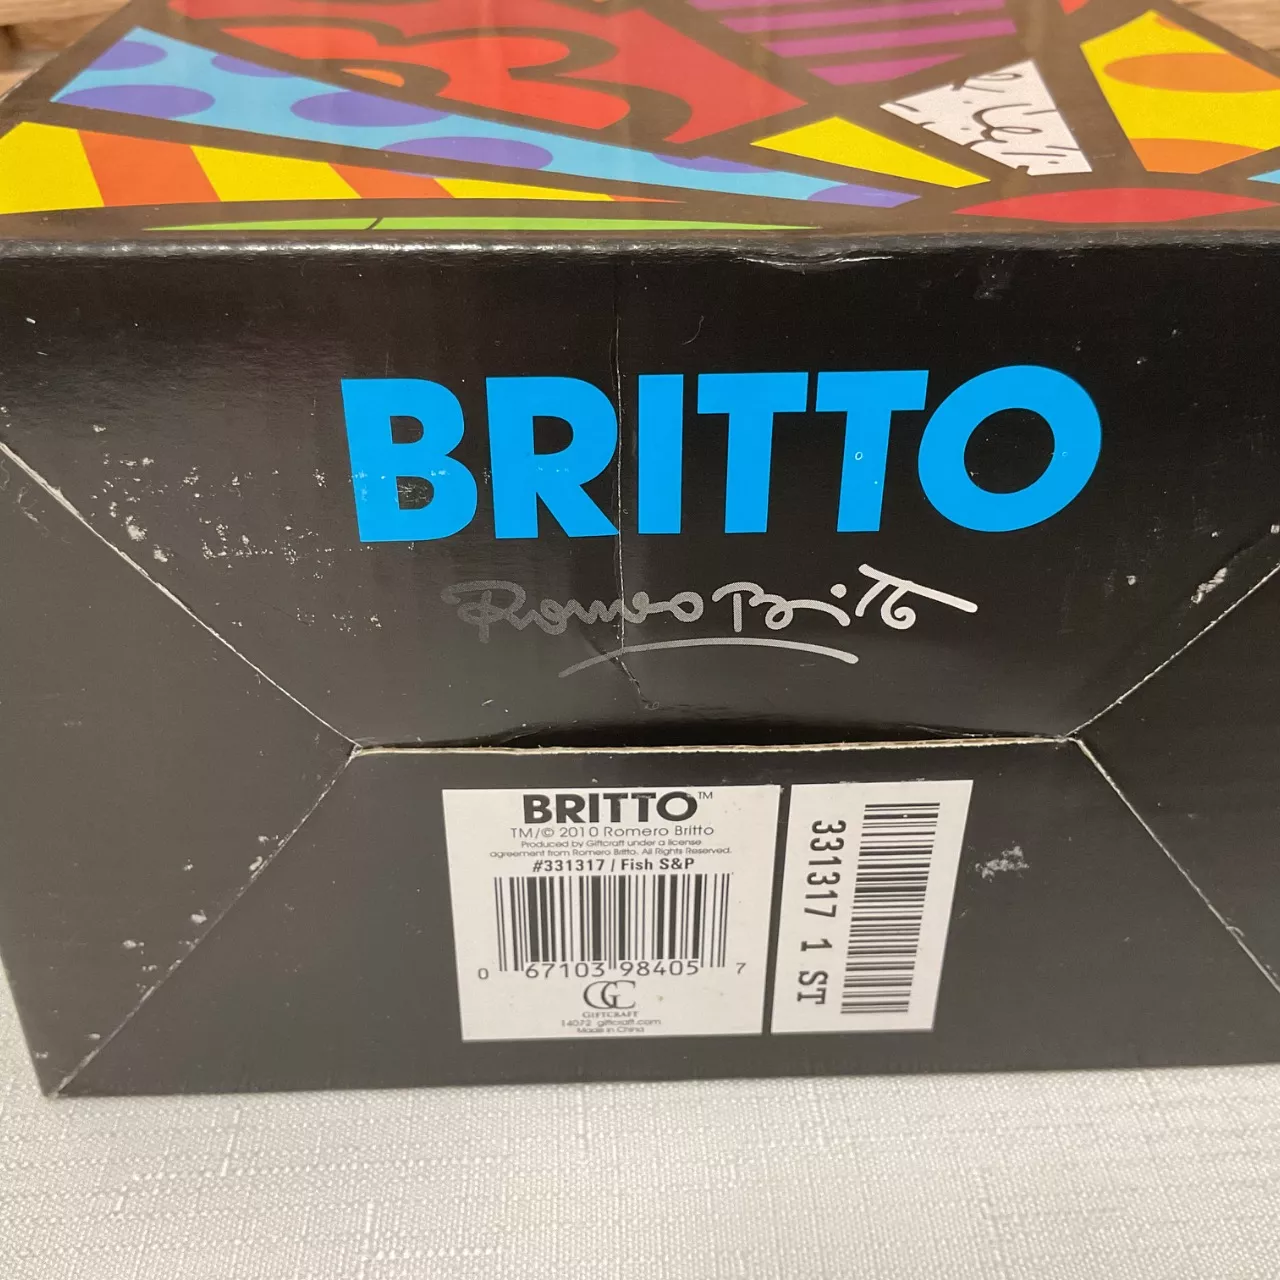 BRITTO
Romero Britto
BRITTO™
TM/© 2010 Romero Britto
Produced by Giftcraft under a license
agreement from Romero Britto. All Rights Reserved.
#331317 / Fish S&P
0 67103 98405 7
GC
GIFTCRAFT
14072 giftcraft.com
Made in China
331317 1 ST